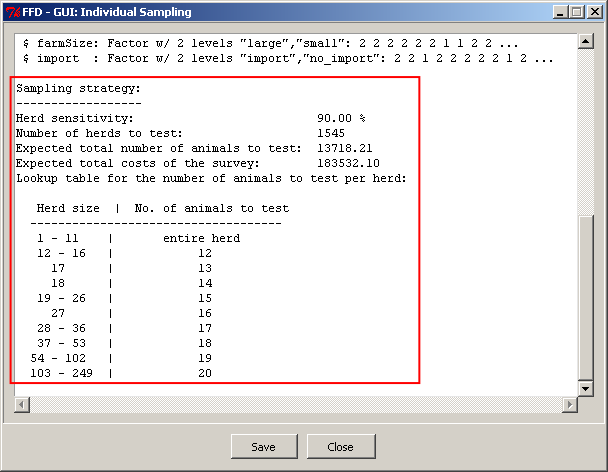 FFD - GUI: Individual Sampling
$ farmSize: Factor w/ 2 levels "large","small": 2 2 2 2 2 2 1 1 2 2 ...
$ import  : Factor w/ 2 levels "import","no_import": 2 2 1 2 2 2 2 2 1 2 ...
Sampling strategy:
-----------------
Herd sensitivity:                         90.00 %
Number of herds to test:                  1545
Expected total number of animals to test: 13718.21
Expected total costs of the survey:       183532.10
Lookup table for the number of animals to test per herd:
Herd size  |  No. of animals to test
------------------------------------
1 - 11    |       entire herd
12 - 16   |            12
17      |            13
18      |            14
19 - 26   |            15
27      |            16
28 - 36   |            17
37 - 53   |            18
54 - 102   |            19
103 - 249  |            20
Save Close